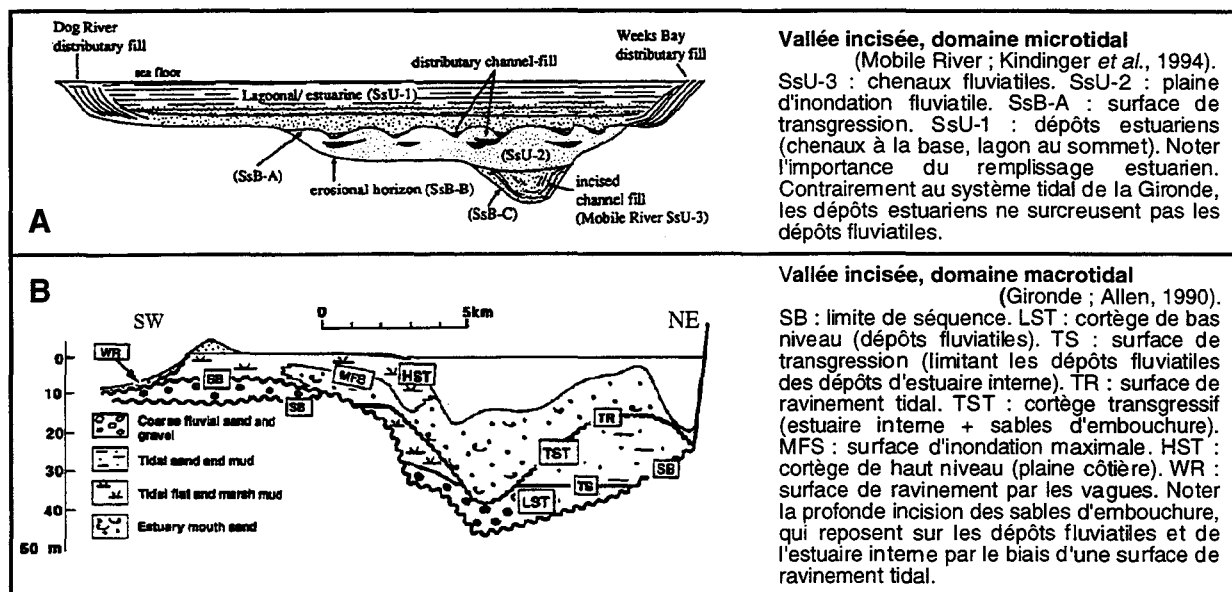 Dog River
distributary fill
sea floor
distributary channel-fill
Weeks Bay
distributary fill
Lagoonal/ estuarine (SsU-1)
(SsU-2)
(SsB-A)
erosional horizon (SsB-B)
(SsB-C)
incised
channel fill
(Mobile River SsU-3)
A
Vallée incisée, domaine microtidal
(Mobile River ; Kindinger et al., 1994).
SsU-3 : chenaux fluviatiles. SsU-2 : plaine
d'inondation fluviatile. SsB-A : surface de
transgression. SsU-1 : dépôts estuariens
(chenaux à la base, lagon au sommet). Noter
l'importance du remplissage estuarien.
Contrairement au système tidal de la Gironde,
les dépôts estuariens ne surcreusent pas les
dépôts fluviatiles.
B
SW
0
5km
NE
WR
0
10
20
30
40
50 m
SB
SB
MFS
HST
TR
TST
SB
TS
LST
Coarse fluvial sand and
gravel
Tidal sand and mud
Tidal flat and marsh mud
Estuary mouth sand
Vallée incisée, domaine macrotidal
(Gironde ; Allen, 1990).
SB : limite de séquence. LST : cortège de bas
niveau (dépôts fluviatiles). TS : surface de
transgression (limitant les dépôts fluviatiles
des dépôts d'estuaire interne). TR : surface de
ravinement tidal. TST : cortège transgressif
(estuaire interne + sables d'embouchure).
MFS : surface d'inondation maximale. HST :
cortège de haut niveau (plaine côtière). WR :
surface de ravinement par les vagues. Noter
la profonde incision des sables d'embouchure,
qui reposent sur les dépôts fluviatiles et de
l'estuaire interne par le biais d'une surface de
ravinement tidal.